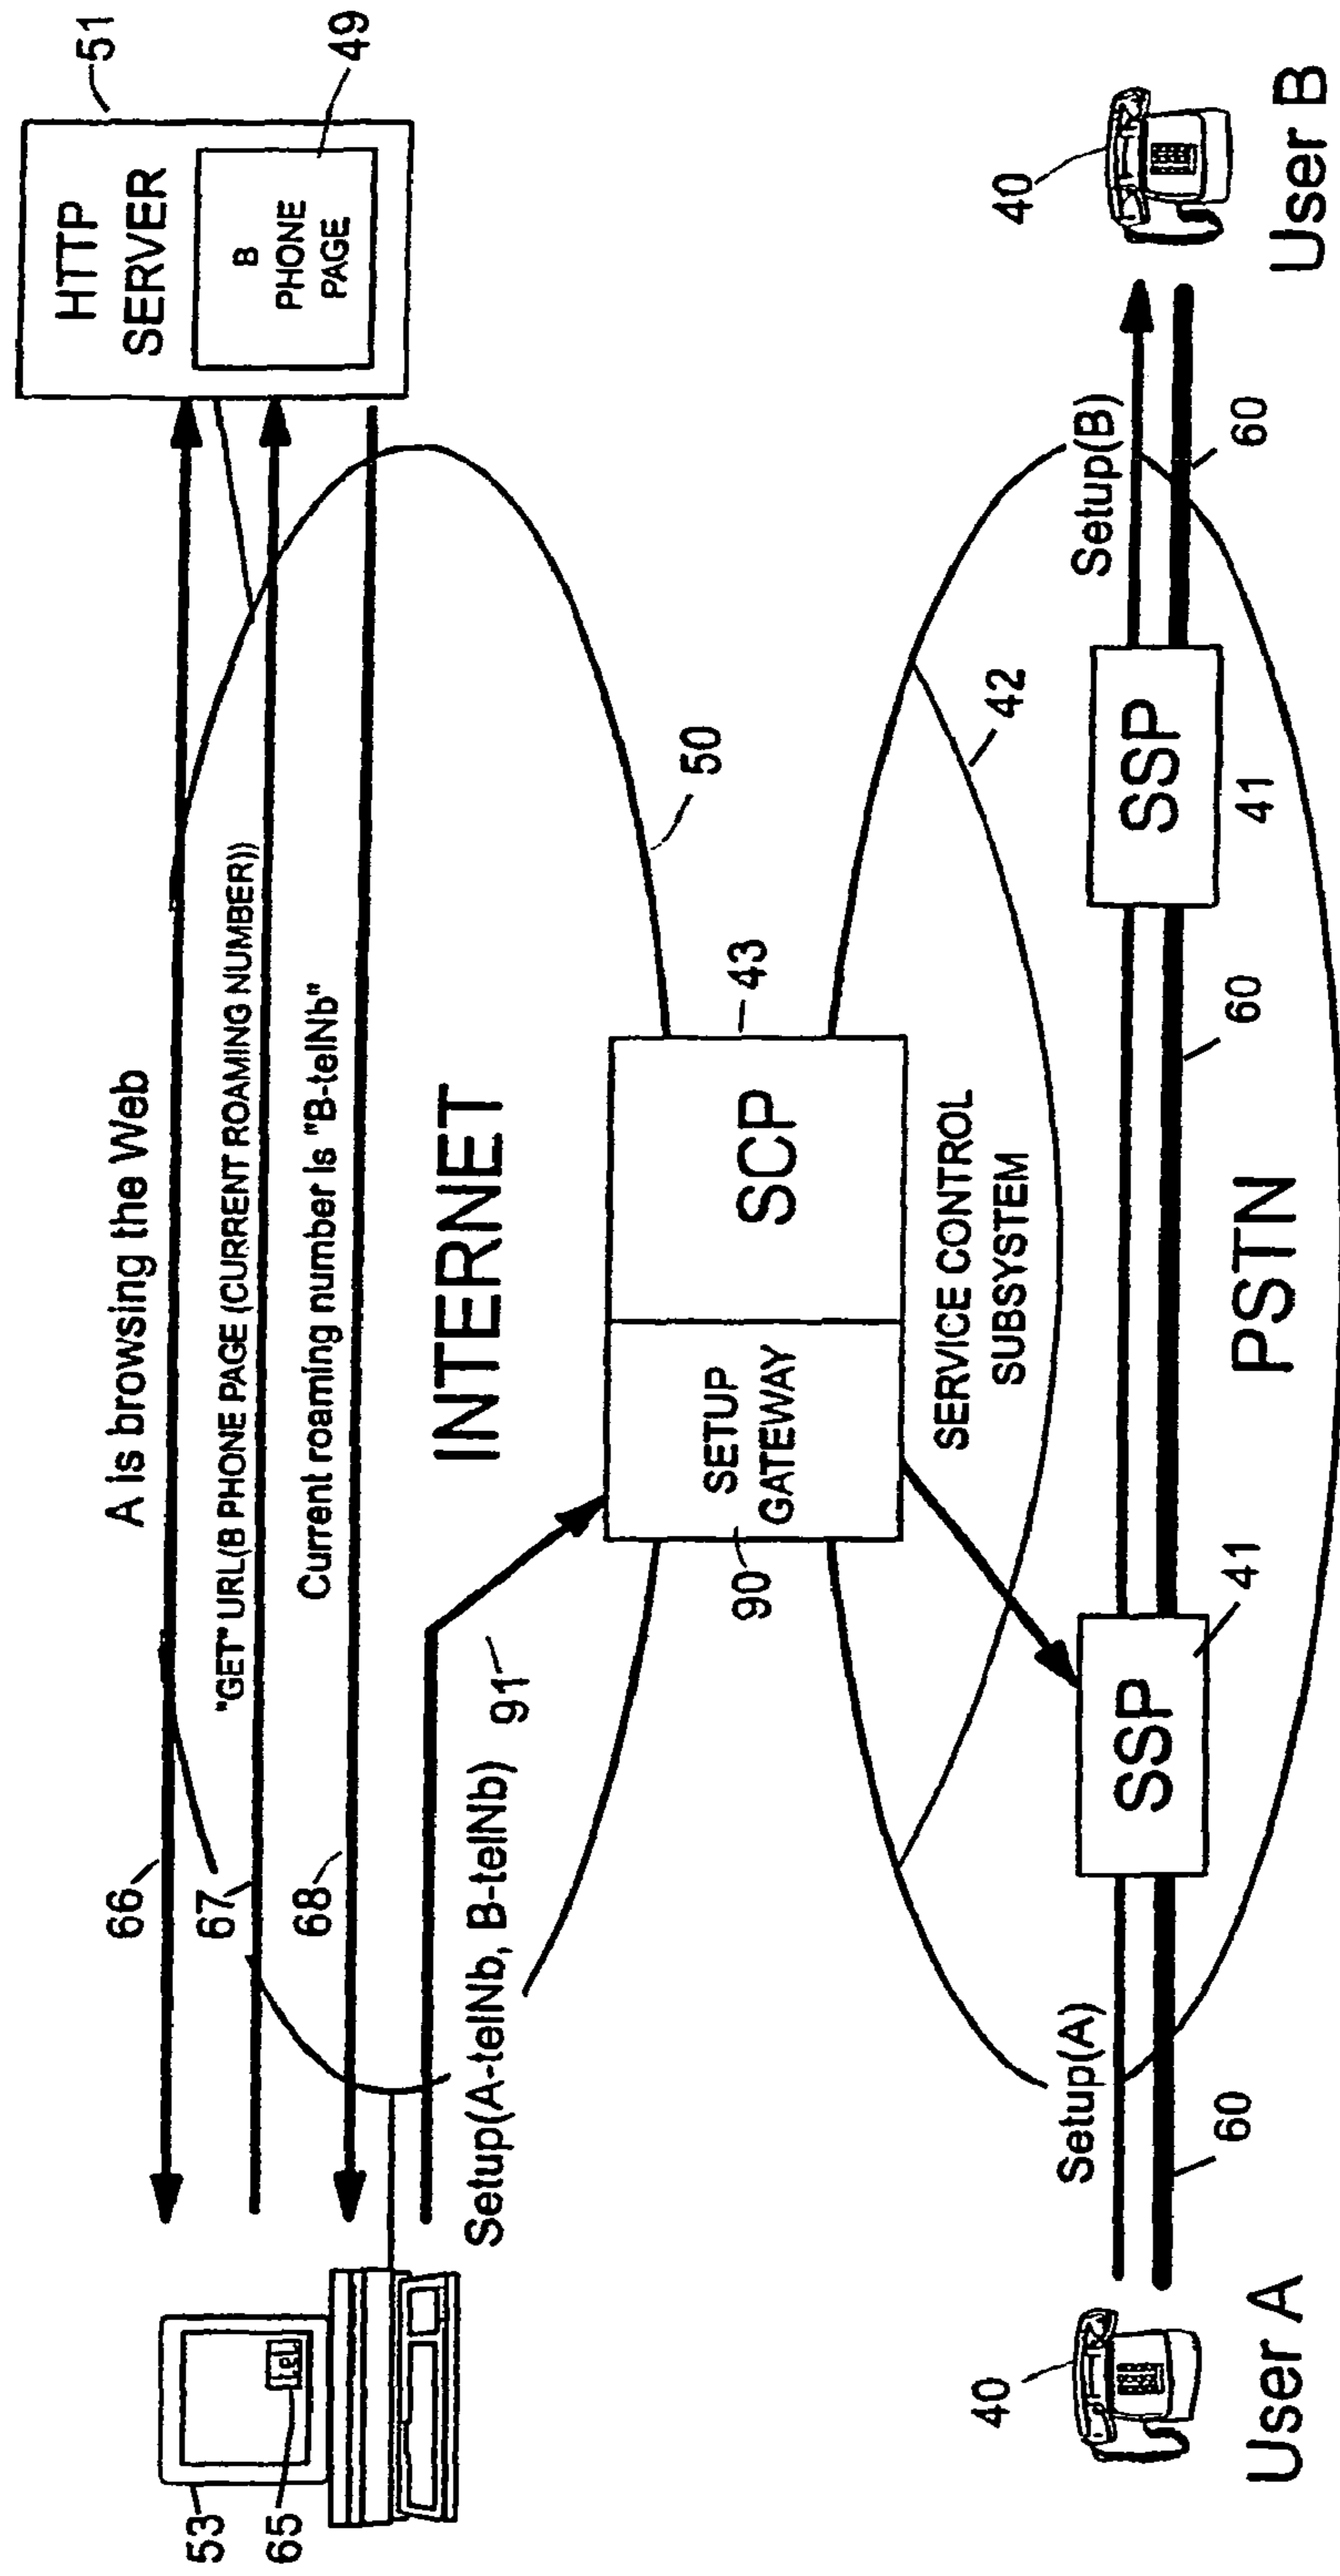 A is browsing the Web
66
"GET" URL(B PHONE PAGE (CURRENT ROAMING NUMBER))
67
Current roaming number is "B-telNb"
68
HTTP
SERVER
51
B
PHONE
PAGE
49
53
65
tel
INTERNET
Setup(A-telNb, B-telNb)
91
50
90
SETUP
GATEWAY
SCP
43
SERVICE CONTROL
SUBSYSTEM
42
40
User A
Setup(A)
60
SSP
41
60
PSTN
SSP
41
Setup(B)
60
40
User B